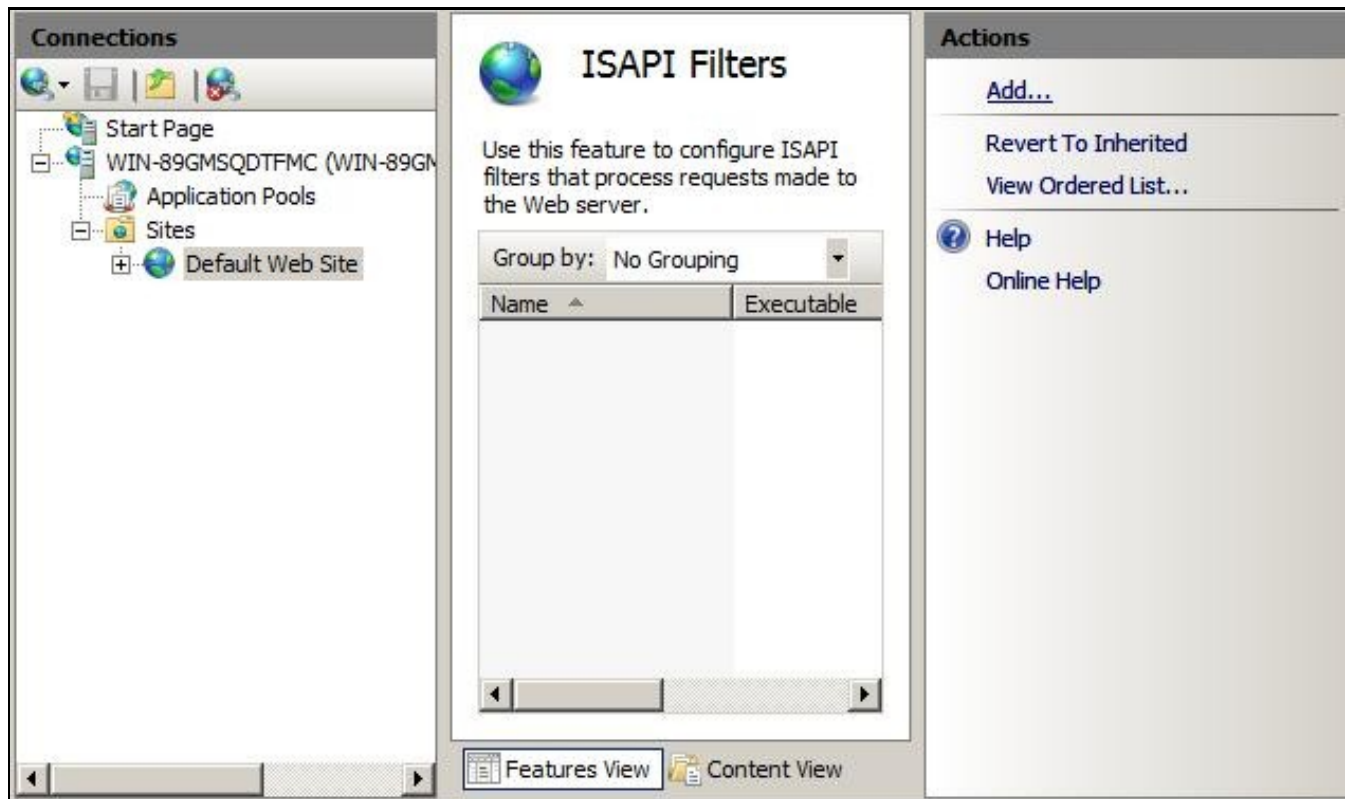 Connections
Start Page
WIN-89GMSQDTFMC (WIN-89GM
Application Pools
Sites
Default Web Site
ISAPI Filters
Use this feature to configure ISAPI
filters that process requests made to
the Web server.
Group by: No Grouping
Name Executable
Features View Content View
Actions
Add...
Revert To Inherited
View Ordered List...
Help
Online Help